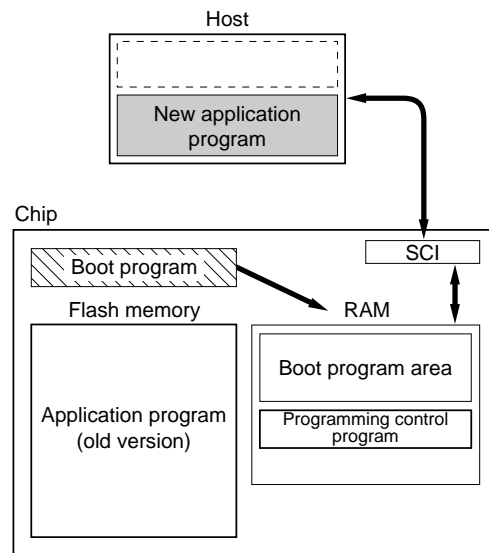 Host
New application
program
Chip
SCI
Boot program
Flash memory
RAM
Boot program area
Application program
(old version)
Programming control
program